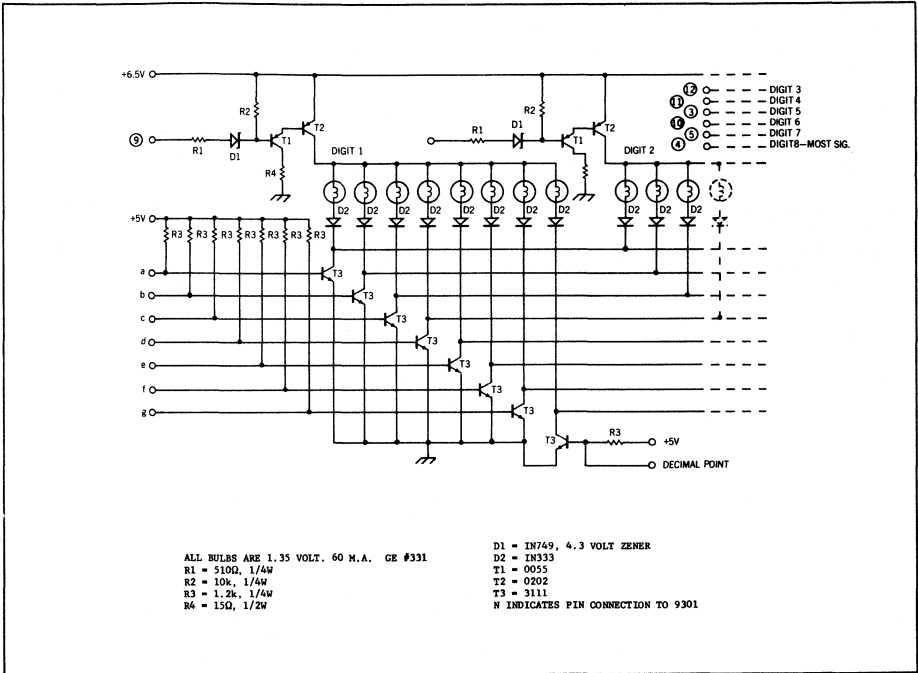 +6.5V
R2
R2
12 DIGIT 3
11 DIGIT 4
3 DIGIT 5
10 DIGIT 6
5 DIGIT 7
4 DIGIT8—MOST SIG.
9
R1
D1
T1
T2
R4
DIGIT 1
R1
D1
T1
T2
DIGIT 2
D2 D2 D2 D2 D2 D2 D2 D2 D2 D2 D2
+5V
R3 R3 R3 R3 R3 R3 R3
a
T3
b
T3
c
T3
d
T3
e
T3
f
T3
g
T3
T3
R3
+5V
DECIMAL POINT
ALL BULBS ARE 1.35 VOLT. 60 M.A. GE #331
R1 = 510Ω, 1/4W
R2 = 10k, 1/4W
R3 = 1.2k, 1/4W
R4 = 15Ω, 1/2W
D1 = IN749, 4.3 VOLT ZENER
D2 = IN333
T1 = 0055
T2 = 0202
T3 = 3111
N INDICATES PIN CONNECTION TO 9301